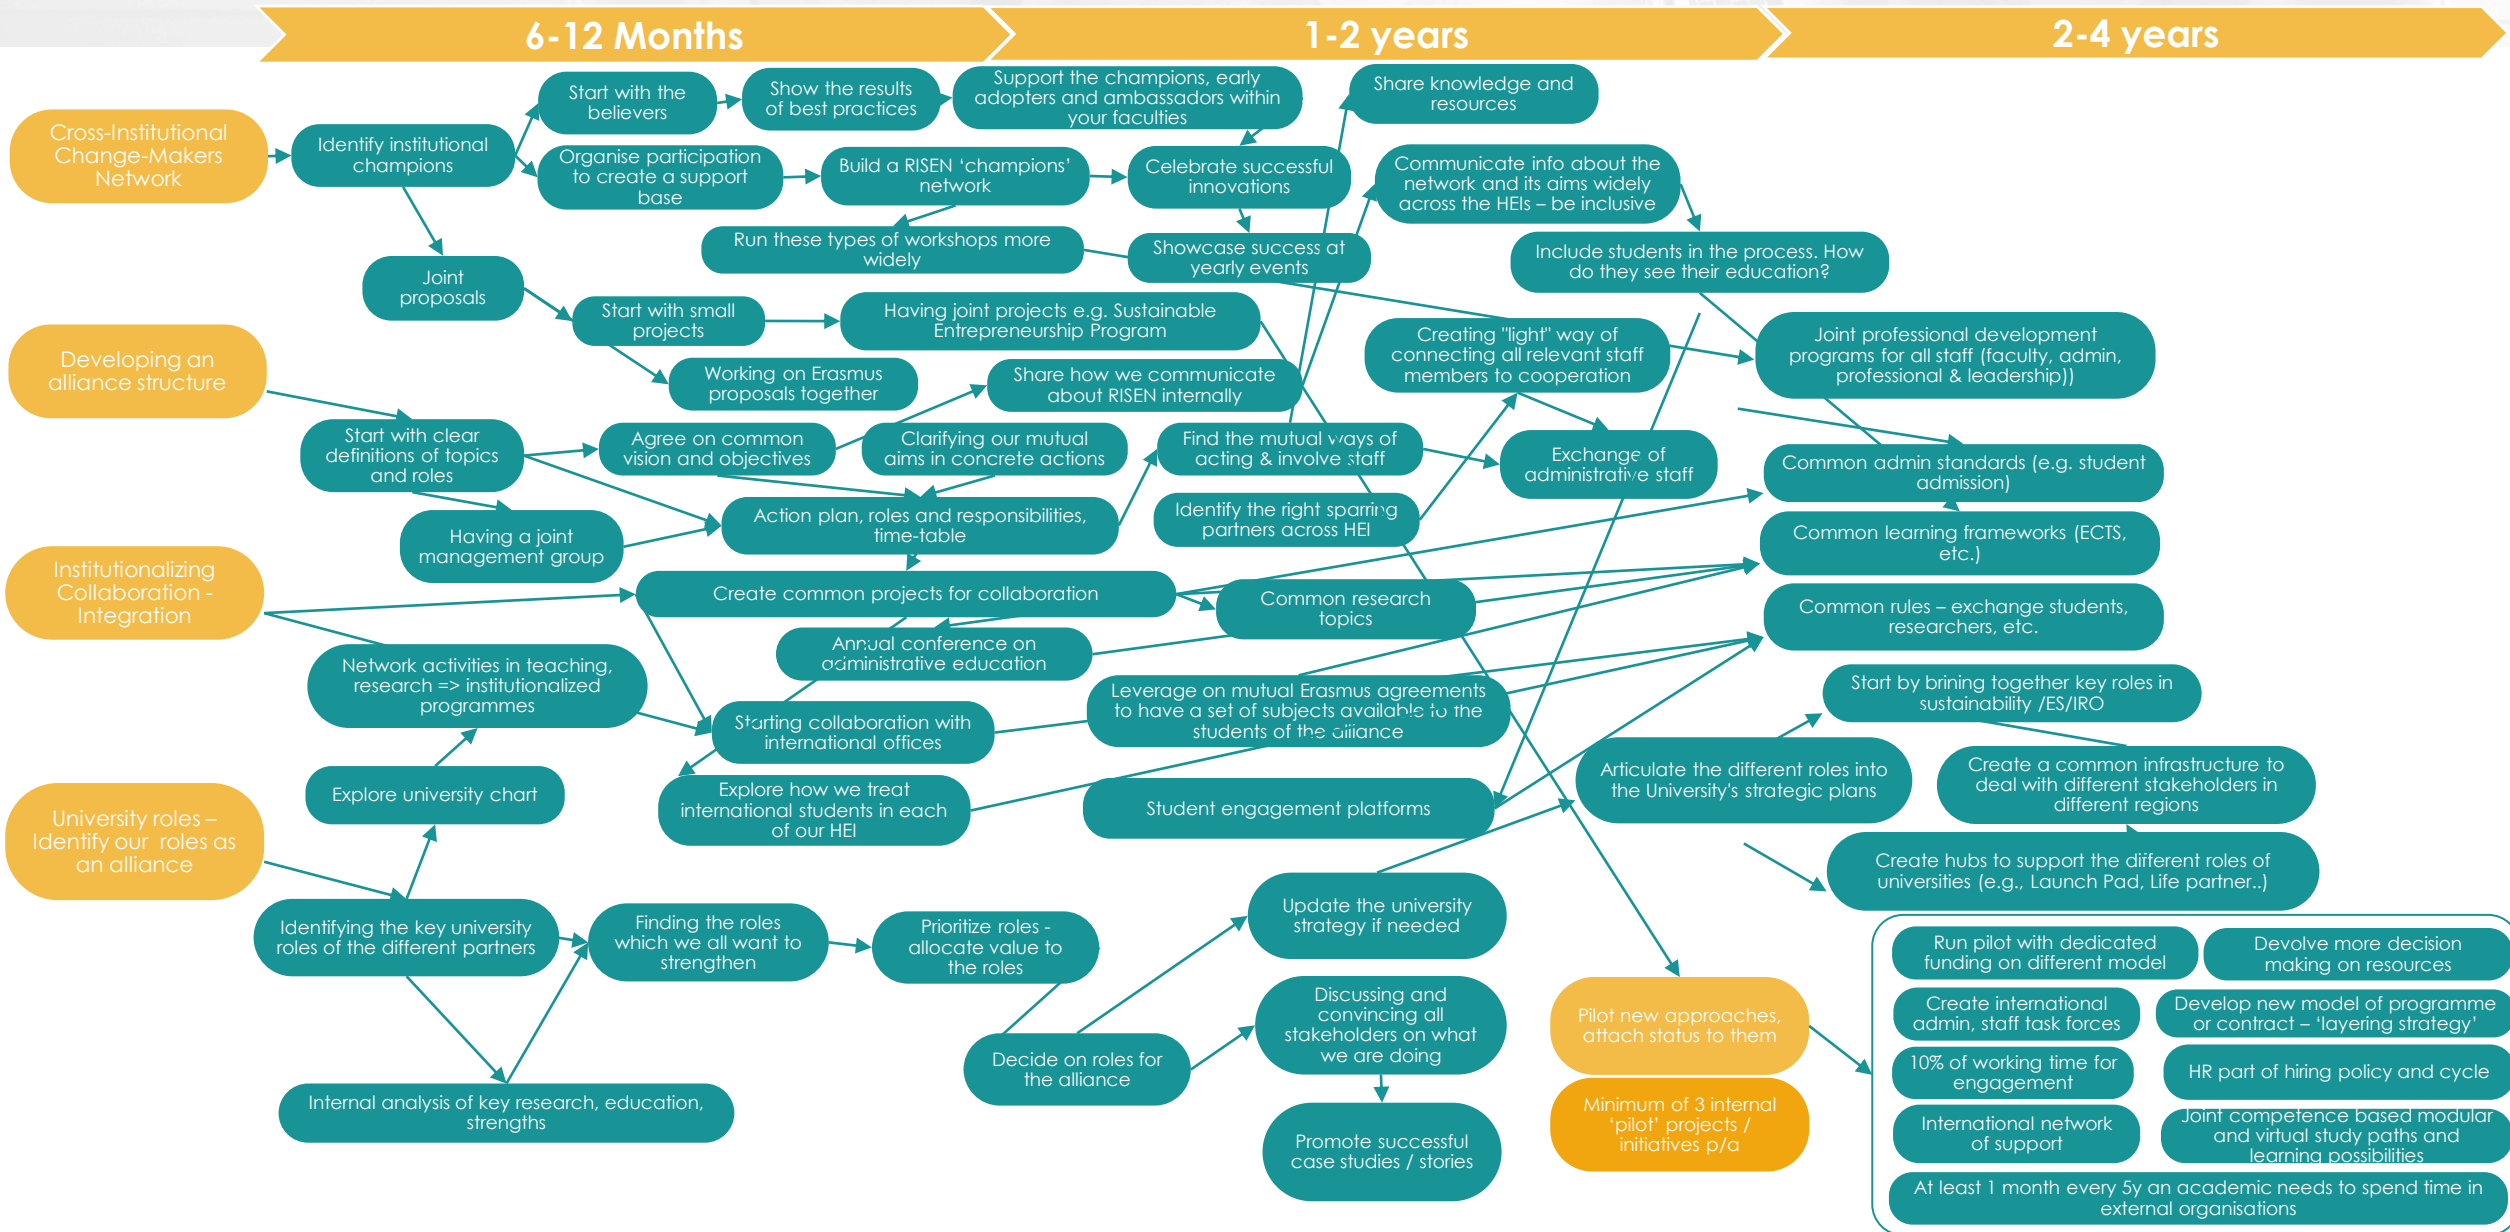 6-12 Months
1-2 years
2-4 years
Cross-Institutional
Change-Makers
Network
Identify institutional
champions
Start with the
believers
Show the results
of best practices
Support the champions, early
adopters and ambassadors within
your faculties
Share knowledge and
resources
Organise participation
to create a support
base
Build a RISEN ‘champions’
network
Celebrate successful
innovations
Communicate info about the
network and its aims widely
across the HEIs – be inclusive
Run these types of workshops more
widely
Showcase success at
yearly events
Include students in the process. How
do they see their education?
Joint
proposals
Start with small
projects
Having joint projects e.g. Sustainable
Entrepreneurship Program
Creating "light" way of
connecting all relevant staff
members to cooperation
Joint professional development
programs for all staff (faculty, admin,
professional & leadership))
Developing an
alliance structure
Working on Erasmus
proposals together
Share how we communicate
about RISEN internally
Start with clear
definitions of topics
and roles
Agree on common
vision and objectives
Clarifying our mutual
aims in concrete actions
Find the mutual ways of
acting & involve staff
Exchange of
administrative staff
Common admin standards (e.g. student
admission)
Having a joint
management group
Action plan, roles and responsibilities,
time-table
Identify the right sparring
partners across HEI
Common learning frameworks (ECTS,
etc.)
Institutionalizing
Collaboration -
Integration
Create common projects for collaboration
Common research
topics
Common rules – exchange students,
researchers, etc.
Annual conference on
administrative education
Network activities in teaching,
research => institutionalized
programmes
Starting collaboration with
international offices
Leverage on mutual Erasmus agreements
to have a set of subjects available to the
students of the alliance
Start by brining together key roles in
sustainability /ES/IRO
Explore university chart
Explore how we treat
international students in each
of our HEI
Student engagement platforms
Articulate the different roles into
the University's strategic plans
Create a common infrastructure to
deal with different stakeholders in
different regions
University roles –
Identify our  roles as
an alliance
Create hubs to support the different roles of
universities (e.g., Launch Pad, Life partner..)
Identifying the key university
roles of the different partners
Finding the roles
which we all want to
strengthen
Prioritize roles -
allocate value to
the roles
Update the university
strategy if needed
Decide on roles for
the alliance
Discussing and
convincing all
stakeholders on what
we are doing
Internal analysis of key research, education,
strengths
Promote successful
case studies / stories
Pilot new approaches,
attach status to them
Minimum of 3 internal
‘pilot’ projects /
initiatives p/a
Run pilot with dedicated
funding on different model
Devolve more decision
making on resources
Create international
admin, staff task forces
Develop new model of programme
or contract – ‘layering strategy’
10% of working time for
engagement
HR part of hiring policy and cycle
International network
of support
Joint competence based modular
and virtual study paths and
learning possibilities
At least 1 month every 5y an academic needs to spend time in
external organisations